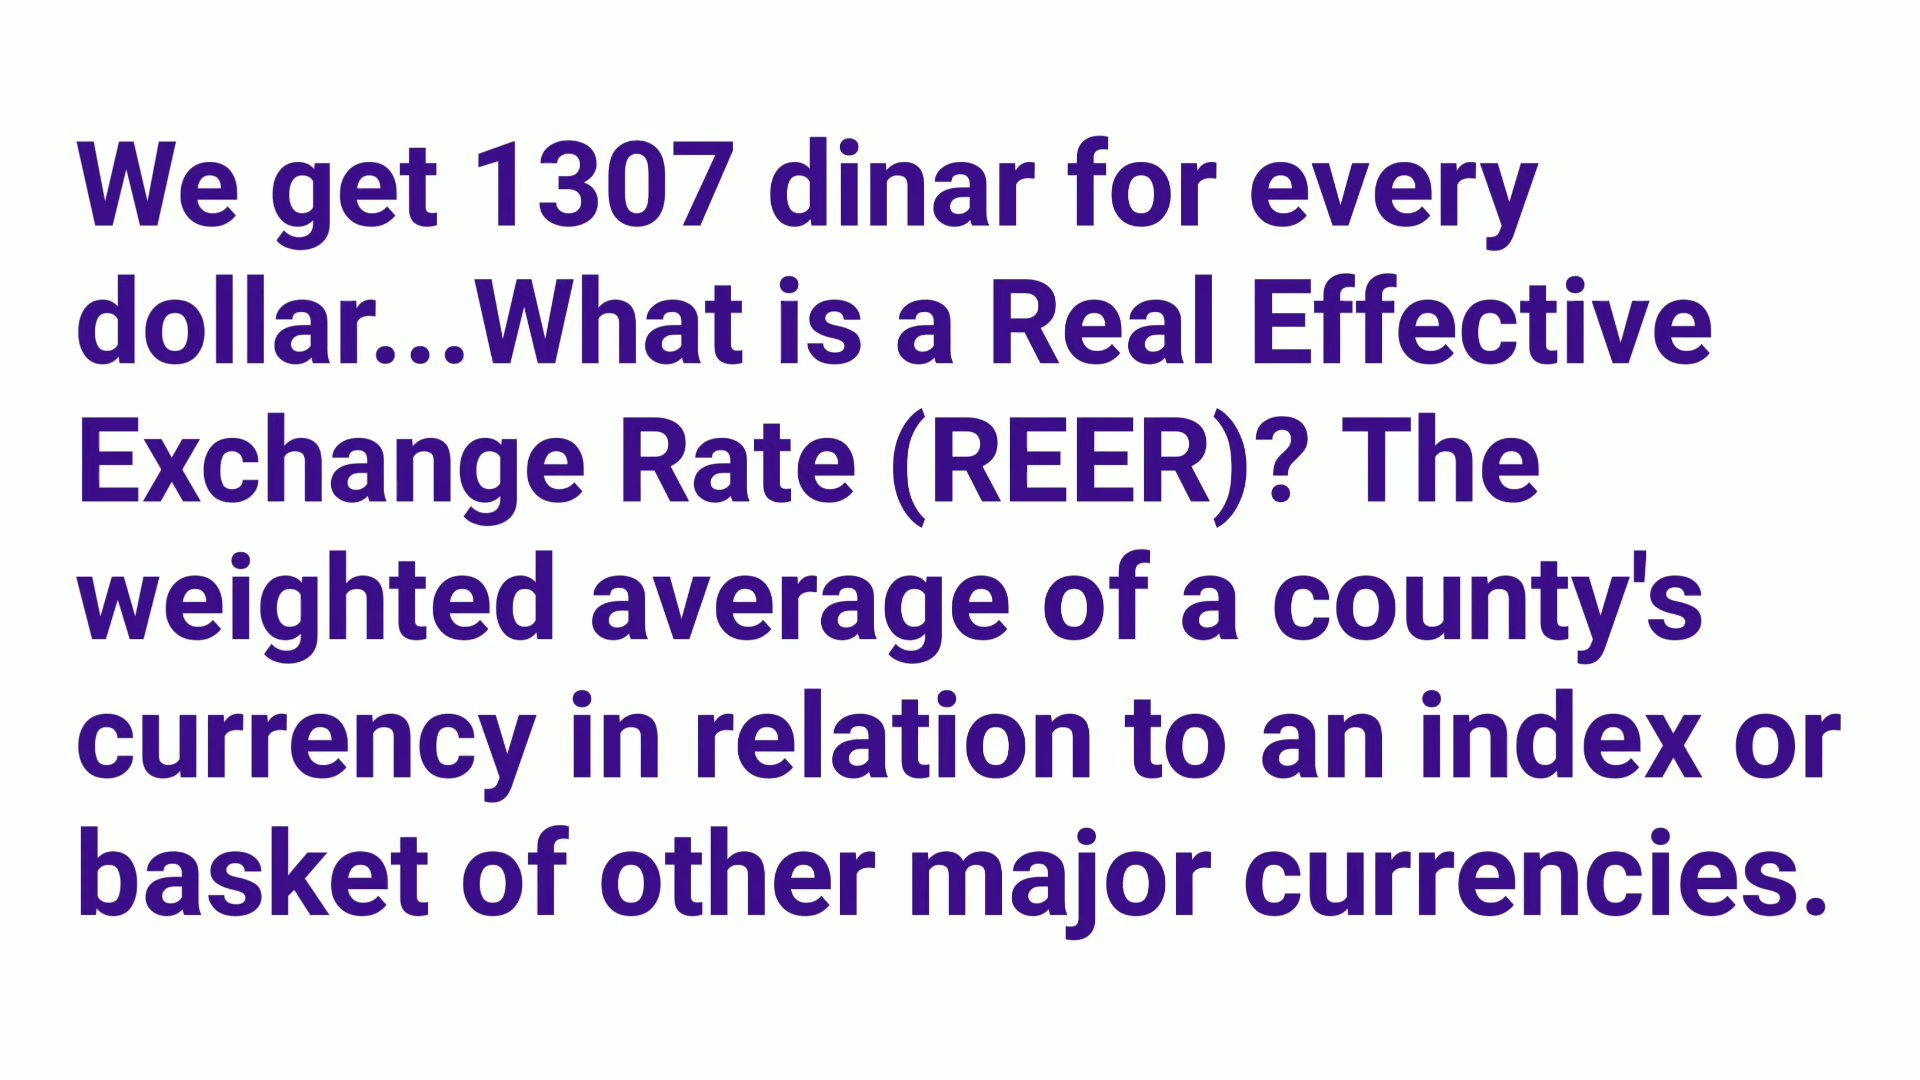 We get 1307 dinar for every
dollar...What is a Real Effective
Exchange Rate (REER)? The
weighted average of a county's
currency in relation to an index or
basket of other major currencies.